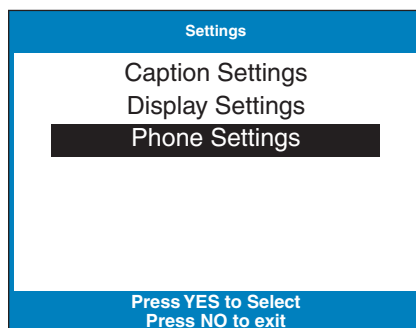 Settings
Caption Settings
Display Settings
Phone Settings
Press YES to Select
Press NO to exit